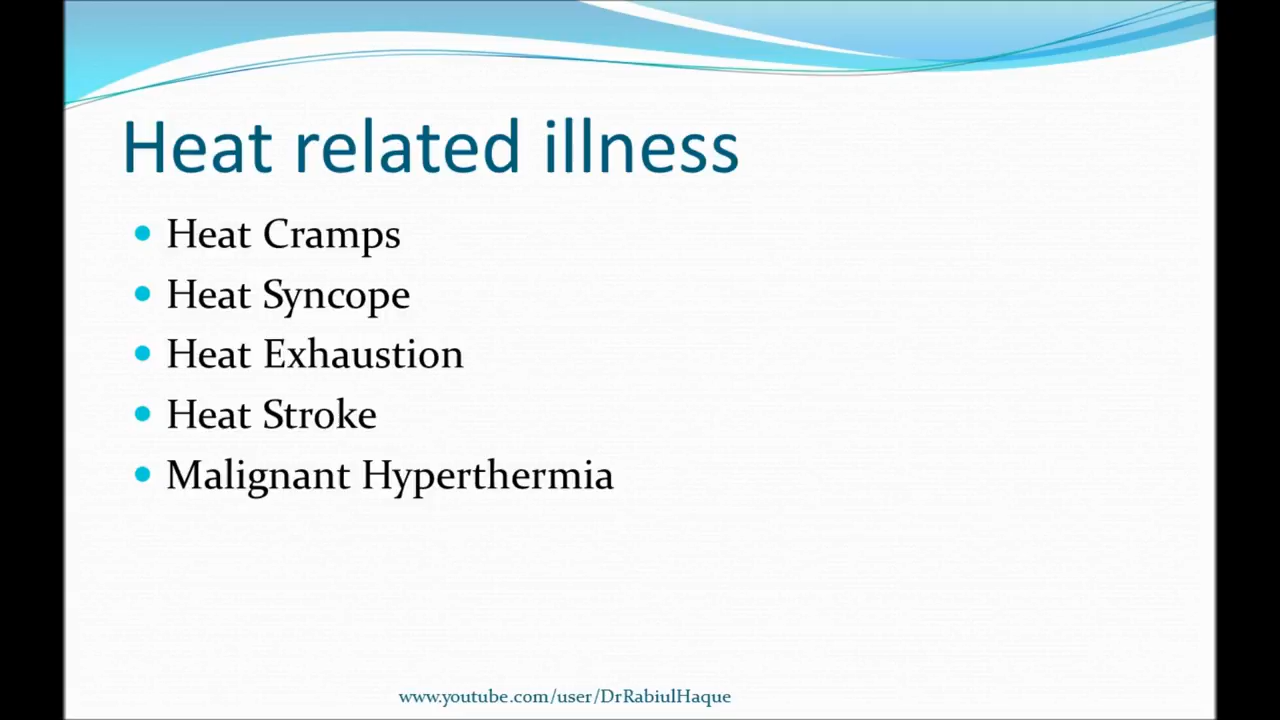 Heat related illness
Heat Cramps
Heat Syncope
Heat Exhaustion
Heat Stroke
Malignant Hyperthermia
www.youtube.com/user/DrRabiulHaque